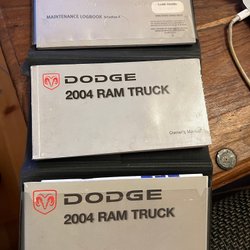 MAINTENANCE LOGBOOK
DODGE
2004 RAM TRUCK
Owner's Manual
DODGE
2004 RAM TRUCK